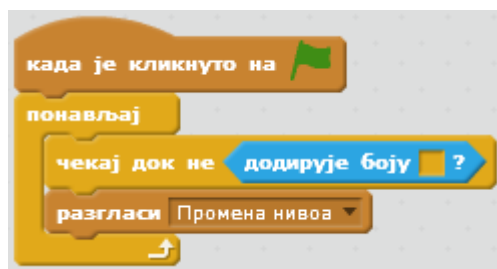 када је кликнуто на
понављај
чекај док не додирује боју ?
разгласи Промена нивоа